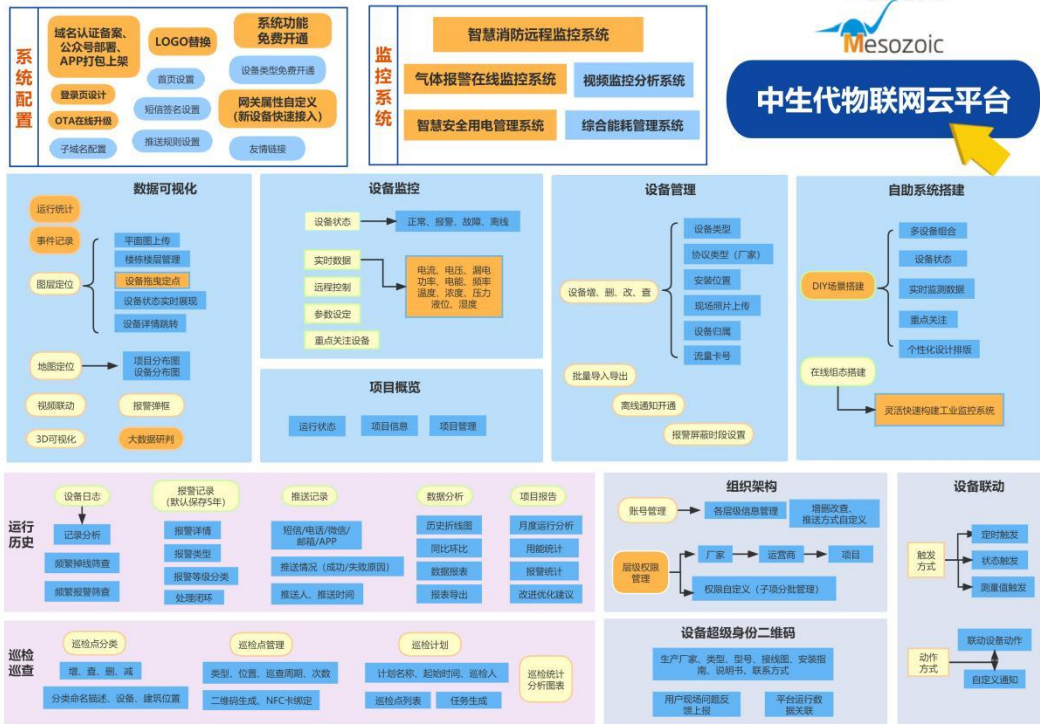 系统配置
域名认证备案、
公众号部署、
APP打包上架
LOGO替换
系统功能
免费开通
首页设置
设备类型免费开通
登录页设计
短信签名设置
网关属性自定义
(新设备快速接入)
OTA在线升级
子域名配置
推送规则设置
友情链接
监控系统
智慧消防远程监控系统
气体报警在线监控系统
视频监控分析系统
智慧安全用电管理系统
综合能耗管理系统
Mesozoic
中生代物联网云平台
数据可视化
运行统计
事件记录
图层定位
平面图上传
楼栋楼层管理
设备拖曳定点
设备状态实时展现
设备详情跳转
地图定位
项目分布图
设备分布图
视频联动
报警弹框
3D可视化
大数据研判
设备监控
设备状态
正常、报警、故障、离线
实时数据
远程控制
参数设定
重点关注设备
电流、电压、漏电
功率、电能、频率
温度、浓度、压力
液位、湿度
项目概览
运行状态
项目信息
项目管理
设备管理
设备增、删、改、查
设备类型
协议类型（厂家）
安装位置
现场照片上传
设备归属
流量卡号
批量导入导出
离线通知开通
报警屏蔽时段设置
自助系统搭建
DIY场景搭建
多设备组合
设备状态
实时监测数据
重点关注
个性化设计排版
在线组态搭建
灵活快速构建工业监控系统
运行
历史
设备日志
记录分析
频繁掉线筛查
频繁报警筛查
报警记录
(默认保存5年)
报警详情
报警类型
报警等级分类
处理闭环
推送记录
短信/电话/微信/
邮箱/APP
推送情况（成功/失败原因）
推送人、推送时间
数据分析
历史折线图
同比环比
数据报表
报表导出
项目报告
月度运行分析
用能统计
报警统计
改进优化建议
组织架构
账号管理
各层级信息管理
增删改查、
推送方式自定义
层级权限
管理
厂家
运营商
项目
权限自定义（子项分批管理）
设备联动
触发
方式
定时触发
状态触发
测量值触发
动作
方式
联动设备动作
自定义通知
巡检
巡查
巡检点分类
增、查、删、减
分类命名描述、设备、建筑位置
巡检点管理
类型、位置、巡查周期、次数
二维码生成、NFC卡绑定
巡检计划
计划名称、起始时间、巡检人
巡检点列表
任务生成
巡检统计
分析图表
设备超级身份二维码
生产厂家、类型、型号、接线图、安装指
南、说明书、联系方式
用户现场问题反
馈上报
平台运行数
据关联